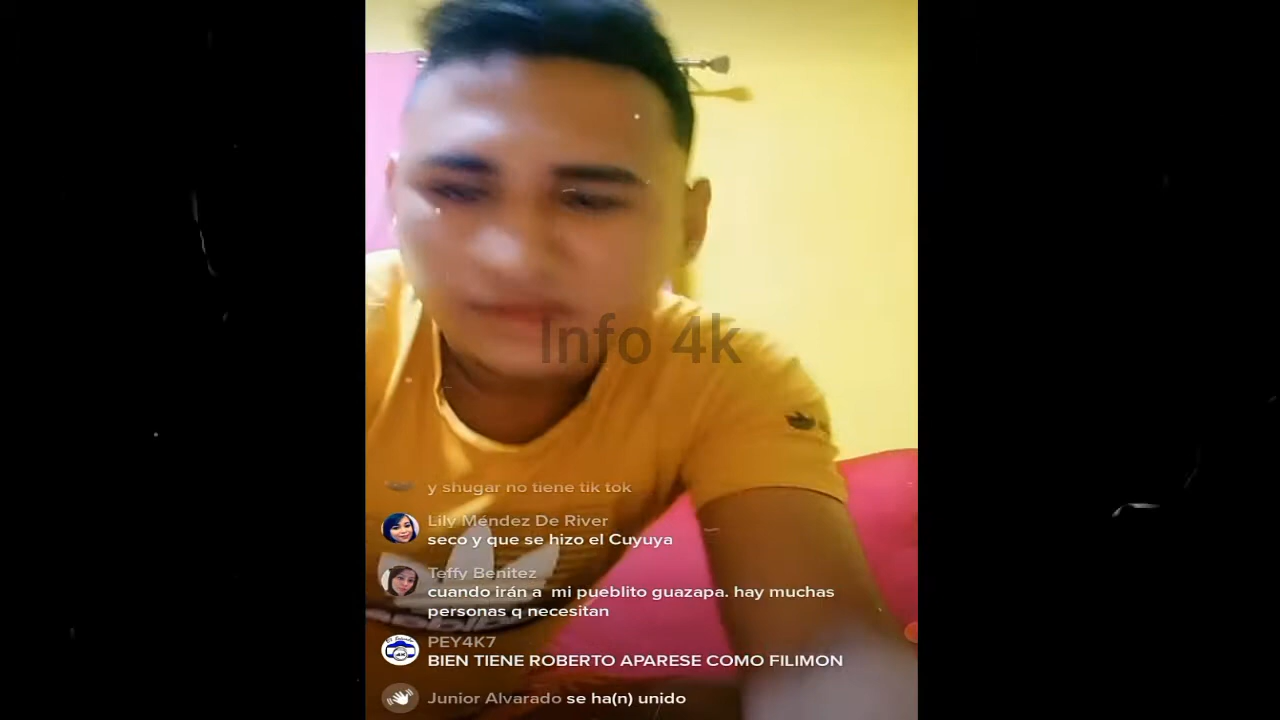 Info 4k
y shugar no tiene tik tok
Lily Méndez De River
seco y que se hizo el Cuyuya
Teffy Benitez
cuando irán a mi pueblito guazapa. hay muchas
personas q necesitan
PEY4K7
BIEN TIENE ROBERTO APARESE COMO FILIMON
Junior Alvarado se ha(n) unido